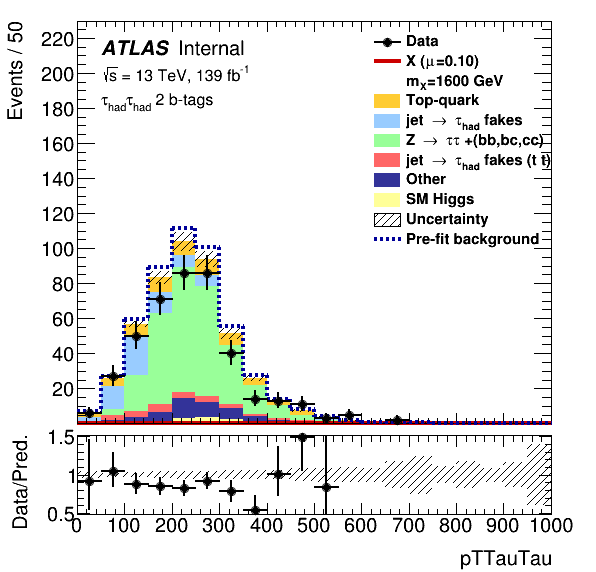 Events / 50
220
200
180
160
140
120
100
80
60
40
20
ATLAS Internal
√s = 13 TeV, 139 fb⁻¹
τhadτhad 2 b-tags
Data
X (μ=0.10)
mX=1600 GeV
Top-quark
jet → τhad fakes
Z → ττ +(bb,bc,cc)
jet → τhad fakes (t t)
Other
SM Higgs
Uncertainty
Pre-fit background
Data/Pred.
1.5
1
0.5
0 100 200 300 400 500 600 700 800 900 1000
pTTauTau